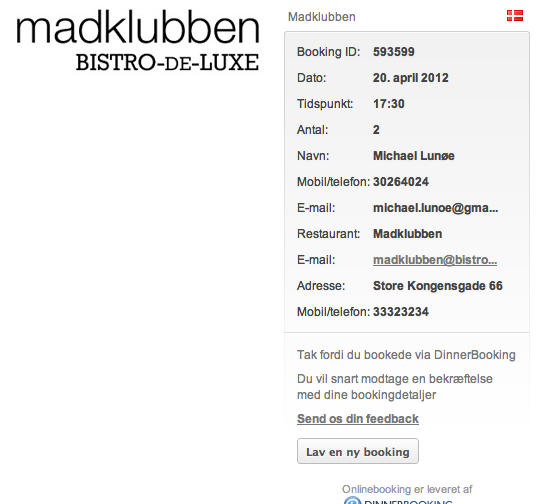 madklubben
BISTRO-DE-LUXE
Madklubben
Booking ID: 593599
Dato: 20. april 2012
Tidspunkt: 17:30
Antal: 2
Navn: Michael Lunøe
Mobil/telefon: 30264024
E-mail: michael.lunoe@gma...
Restaurant: Madklubben
E-mail: madklubben@bistro...
Adresse: Store Kongensgade 66
Mobil/telefon: 33323234
Tak fordi du bookede via DinnerBooking
Du vil snart modtage en bekræftelse
med dine bookingdetaljer
Send os din feedback
Lav en ny booking
Onlinebooking er leveret af
DINNERBOOKING